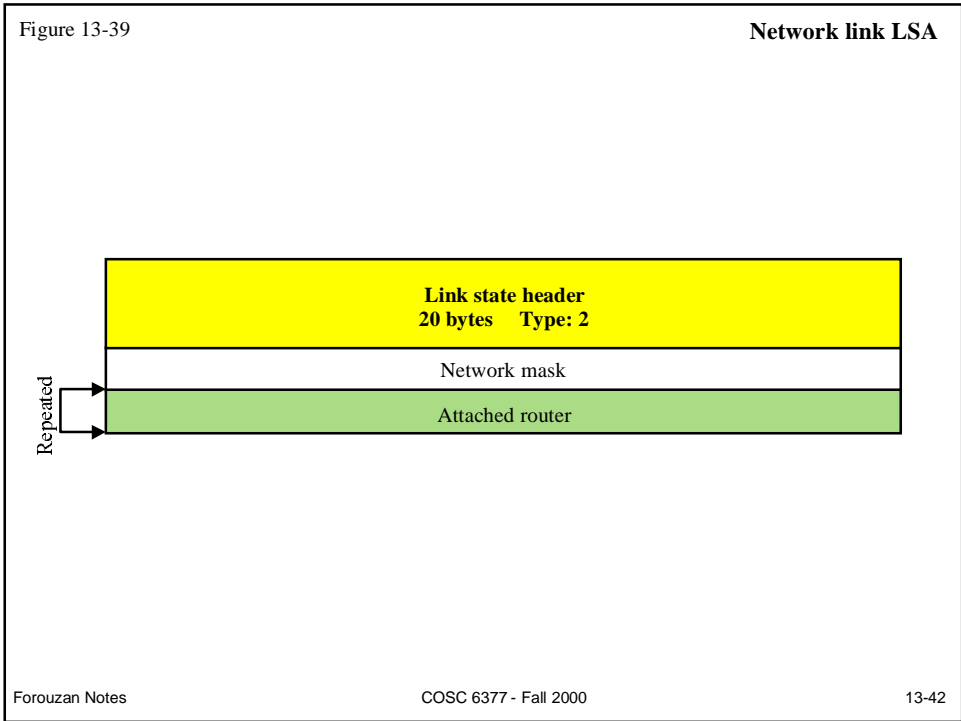 Figure 13-39
Network link LSA
Link state header
20 bytes Type: 2
Network mask
Repeated
Attached router
Forouzan Notes
COSC 6377 - Fall 2000
13-42